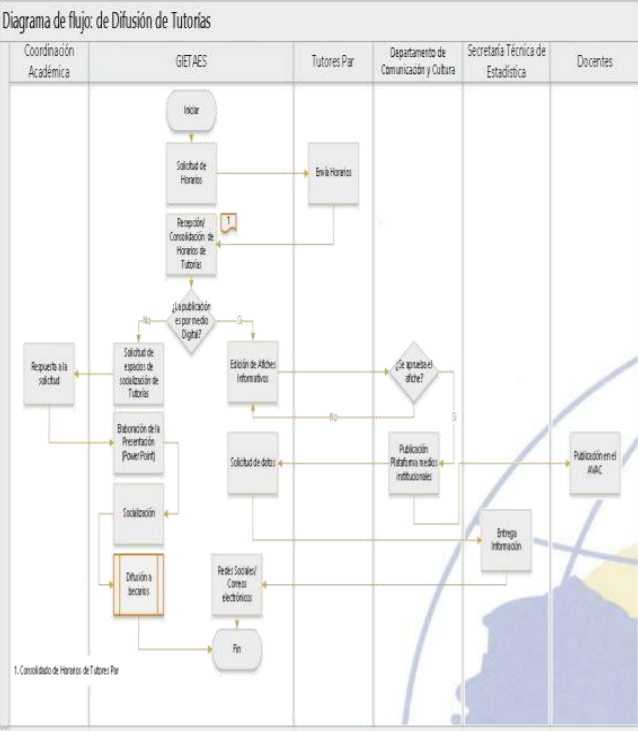 Diagrama de flujo: de Difusión de Tutorías
Coordinación
Académica
GIETAES
Tutores Par
Departamento de
Comunicación y Cultura
Secretaría Técnica de
Estadística
Docentes
Iniciar
Solicitud de
Horarios
Envía Horarios
Recepción/
Consolidación de
Horarios de
Tutorías
1
¿La publicación
es por medio
Digital?
No
Si
Respuesta a la
solicitud
Solicitud de
espacios de
socialización de
Tutorías
Edición de Afiches
Informativos
¿Se aprueba el
afiche?
No
Si
Elaboración de la
Presentación
(Power Point)
Solicitud de datos
Publicación
Plataforma medios
institucionales
Publicación en el
AVAC
Socialización
Entrega
Información
Difusión a
becarios
Redes Sociales/
Correos
electrónicos
Fin
1. Consolidado de Horarios de Tutores Par